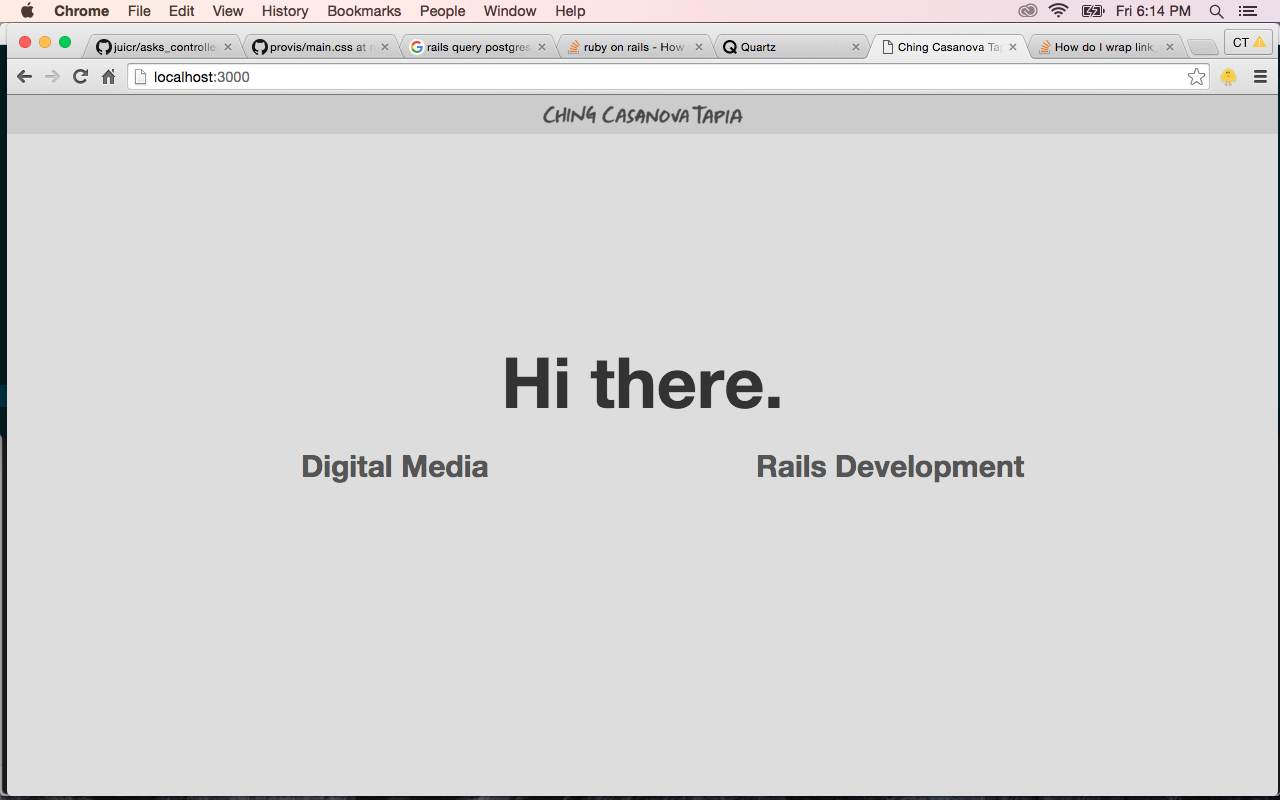 Chrome File Edit View History Bookmarks People Window Help Fri 6:14 PM
juicr/asks_controlle provis/main.css at rails query postgres ruby on rails - How Quartz Ching Casanova Ta How do I wrap link_ CT
localhost:3000
CHING CASANOVA TAPIA
Hi there.
Digital Media Rails Development